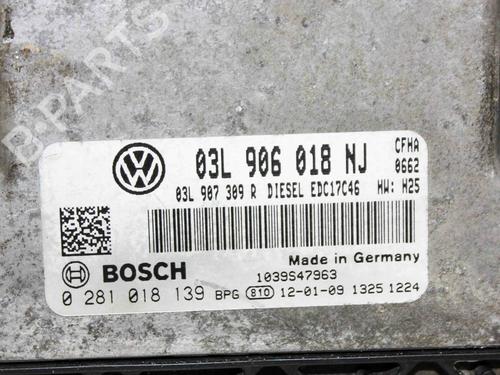 B-PARTS
03L 906 018 NJ CFHA 0662
03L 907 309 R DIESEL EDC17C46 HW: H25
Made in Germany
BOSCH 1039S47963
0 281 018 139 BPG 810 12-01-09 1325 1224